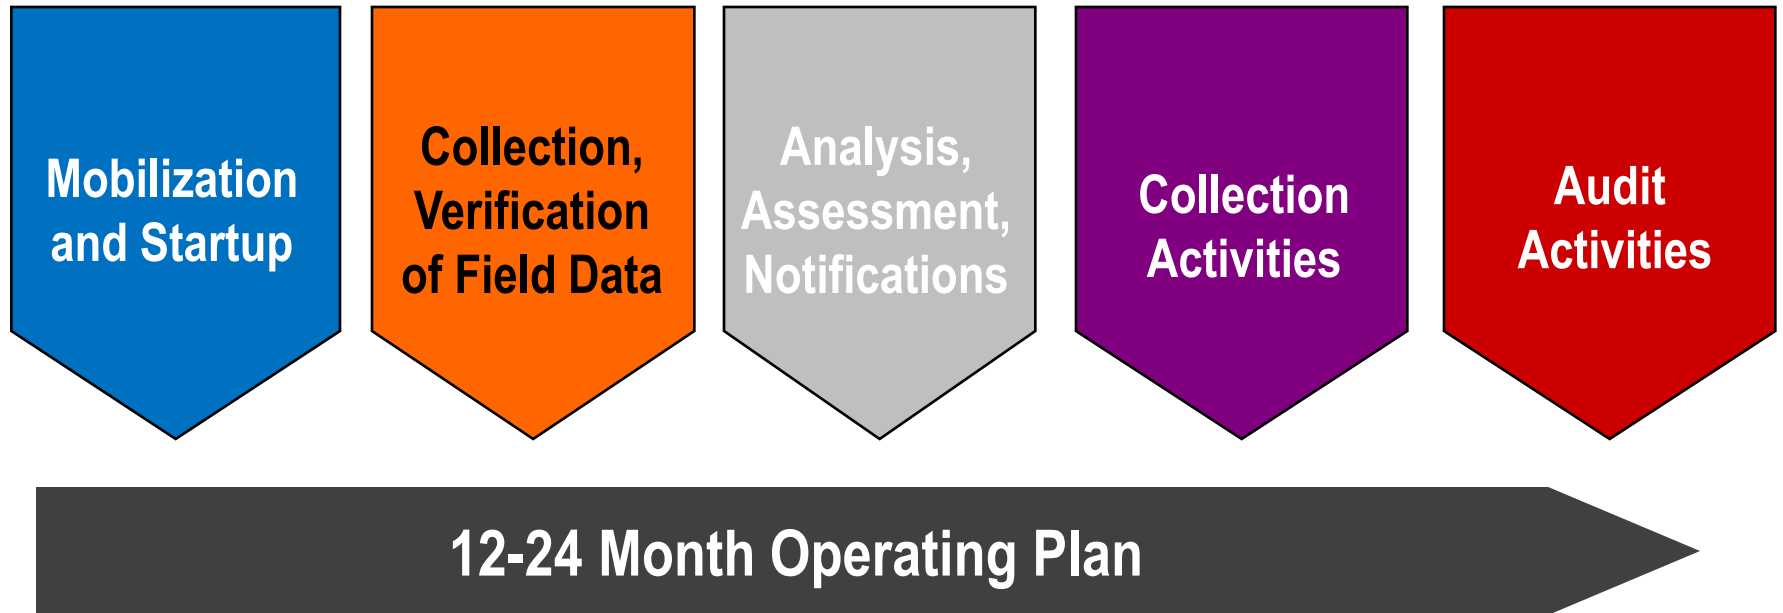 Mobilization
and Startup
Collection,
Verification
of Field Data
Analysis,
Assessment,
Notifications
Collection
Activities
Audit
Activities
12-24 Month Operating Plan